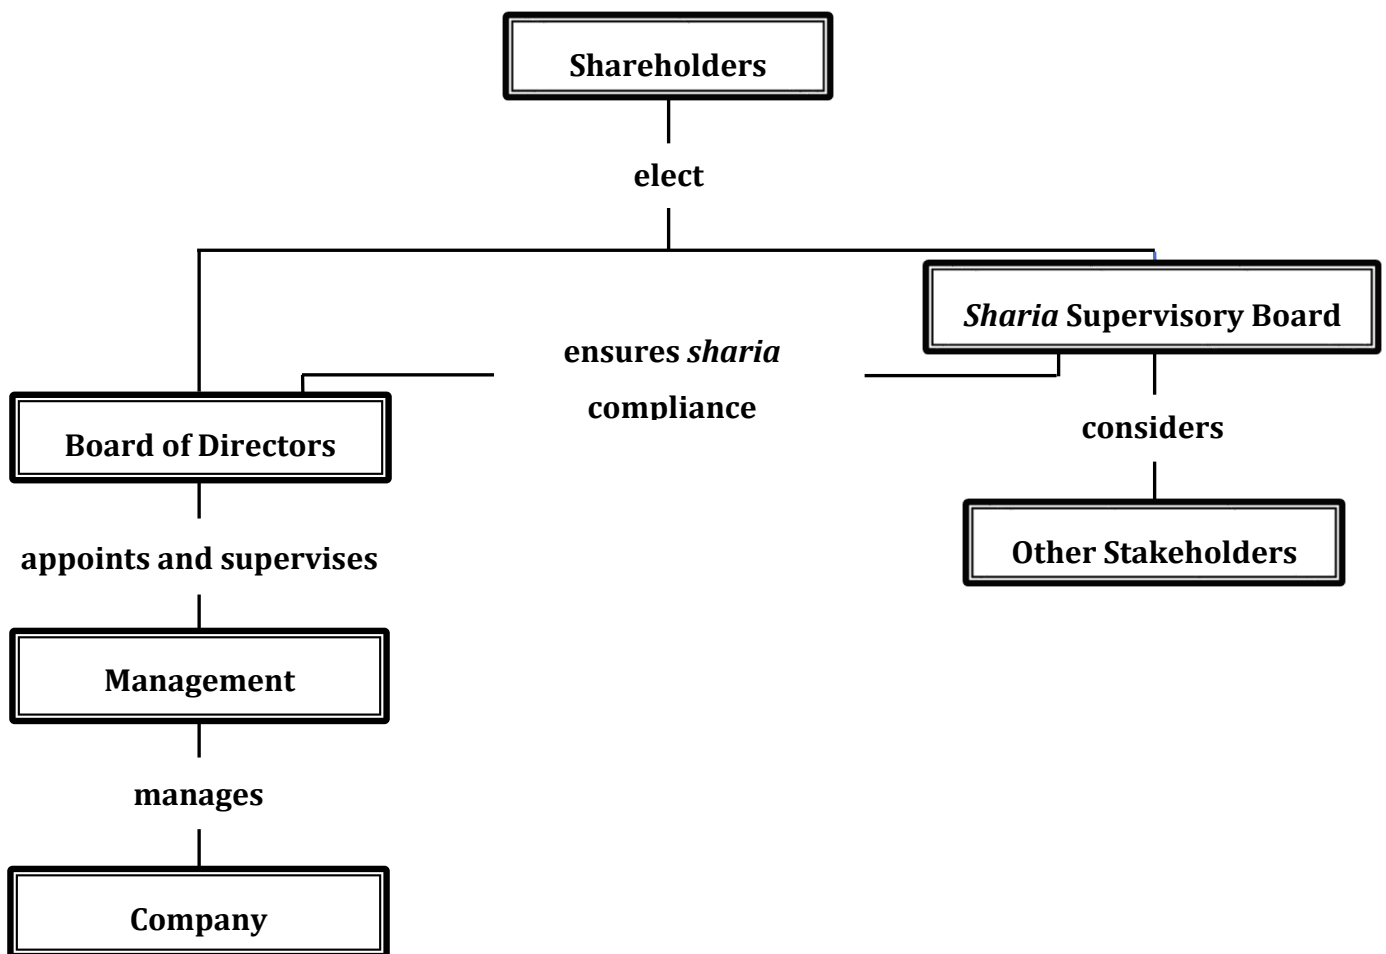 Shareholders
elect
Sharia Supervisory Board
ensures sharia
compliance
considers
Board of Directors
Other Stakeholders
appoints and supervises
Management
manages
Company